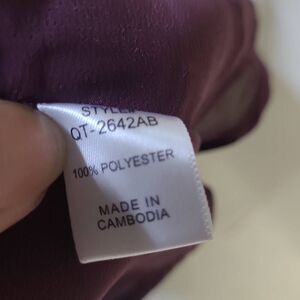 STYLE#
QT-2642AB
100% POLYESTER
MADE IN
CAMBODIA